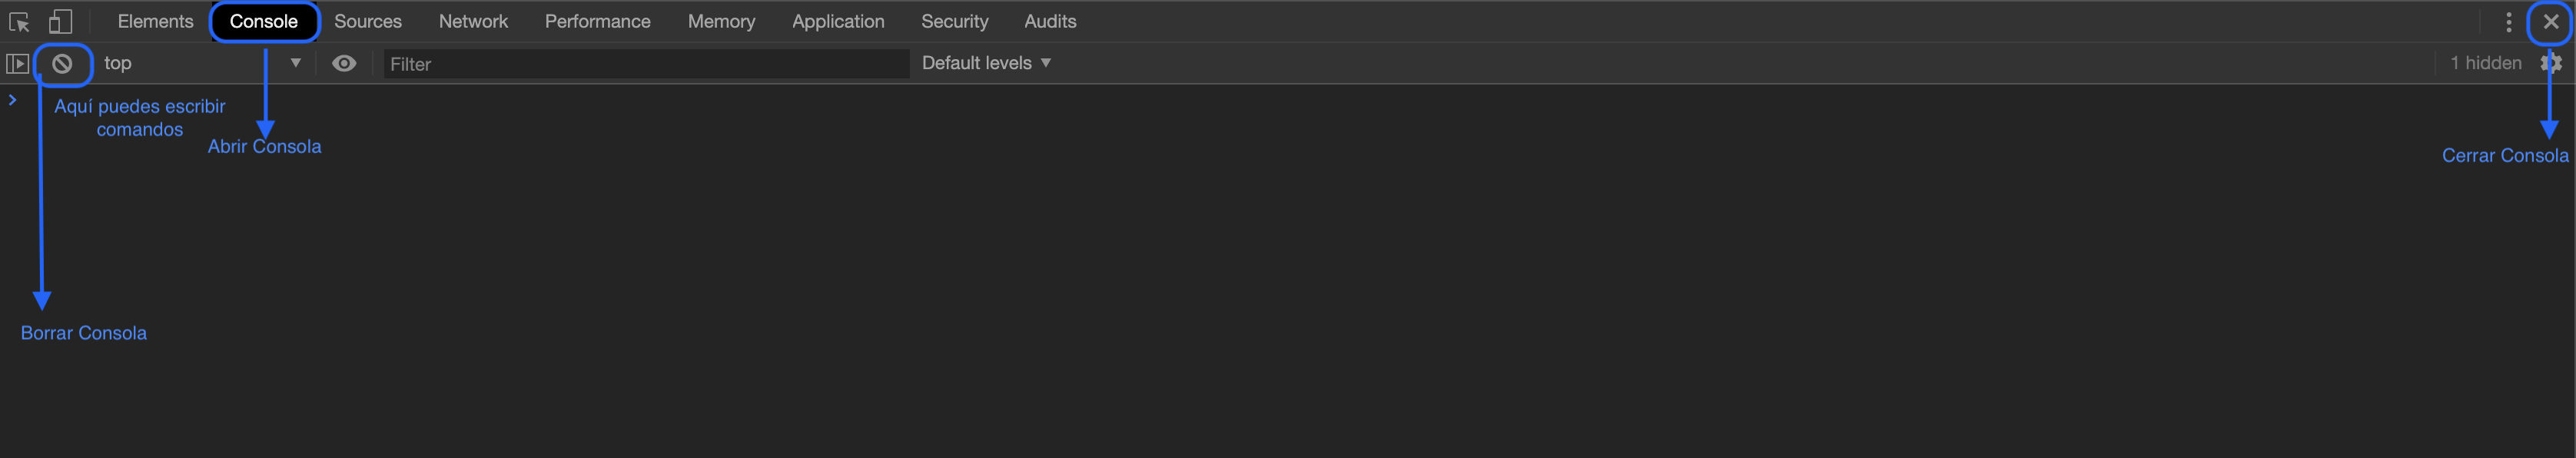 Elements Console Sources Network Performance Memory Application Security Audits
top Filter Default levels 1 hidden
Aquí puedes escribir
comandos
Abrir Consola
Cerrar Consola
Borrar Consola